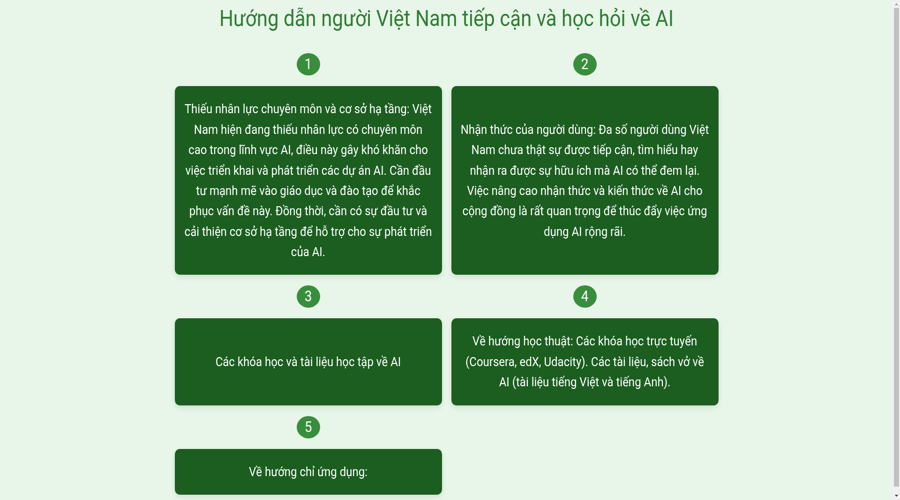 Hướng dẫn người Việt Nam tiếp cận và học hỏi về AI
1
Thiếu nhân lực chuyên môn và cơ sở hạ tầng: Việt
Nam hiện đang thiếu nhân lực có chuyên môn
cao trong lĩnh vực AI, điều này gây khó khăn cho
việc triển khai và phát triển các dự án AI. Cần đầu
tư mạnh mẽ vào giáo dục và đào tạo để khắc
phục vấn đề này. Đồng thời, cần có sự đầu tư và
cải thiện cơ sở hạ tầng để hỗ trợ cho sự phát triển
của AI.
2
Nhận thức của người dùng: Đa số người dùng Việt
Nam chưa thật sự được tiếp cận, tìm hiểu hay
nhận ra được sự hữu ích mà AI có thể đem lại.
Việc nâng cao nhận thức và kiến thức về AI cho
cộng đồng là rất quan trọng để thúc đẩy việc ứng
dụng AI rộng rãi.
3
Các khóa học và tài liệu học tập về AI
4
Về hướng học thuật: Các khóa học trực tuyến
(Coursera, edX, Udacity). Các tài liệu, sách vở về
AI (tài liệu tiếng Việt và tiếng Anh).
5
Về hướng chỉ ứng dụng: